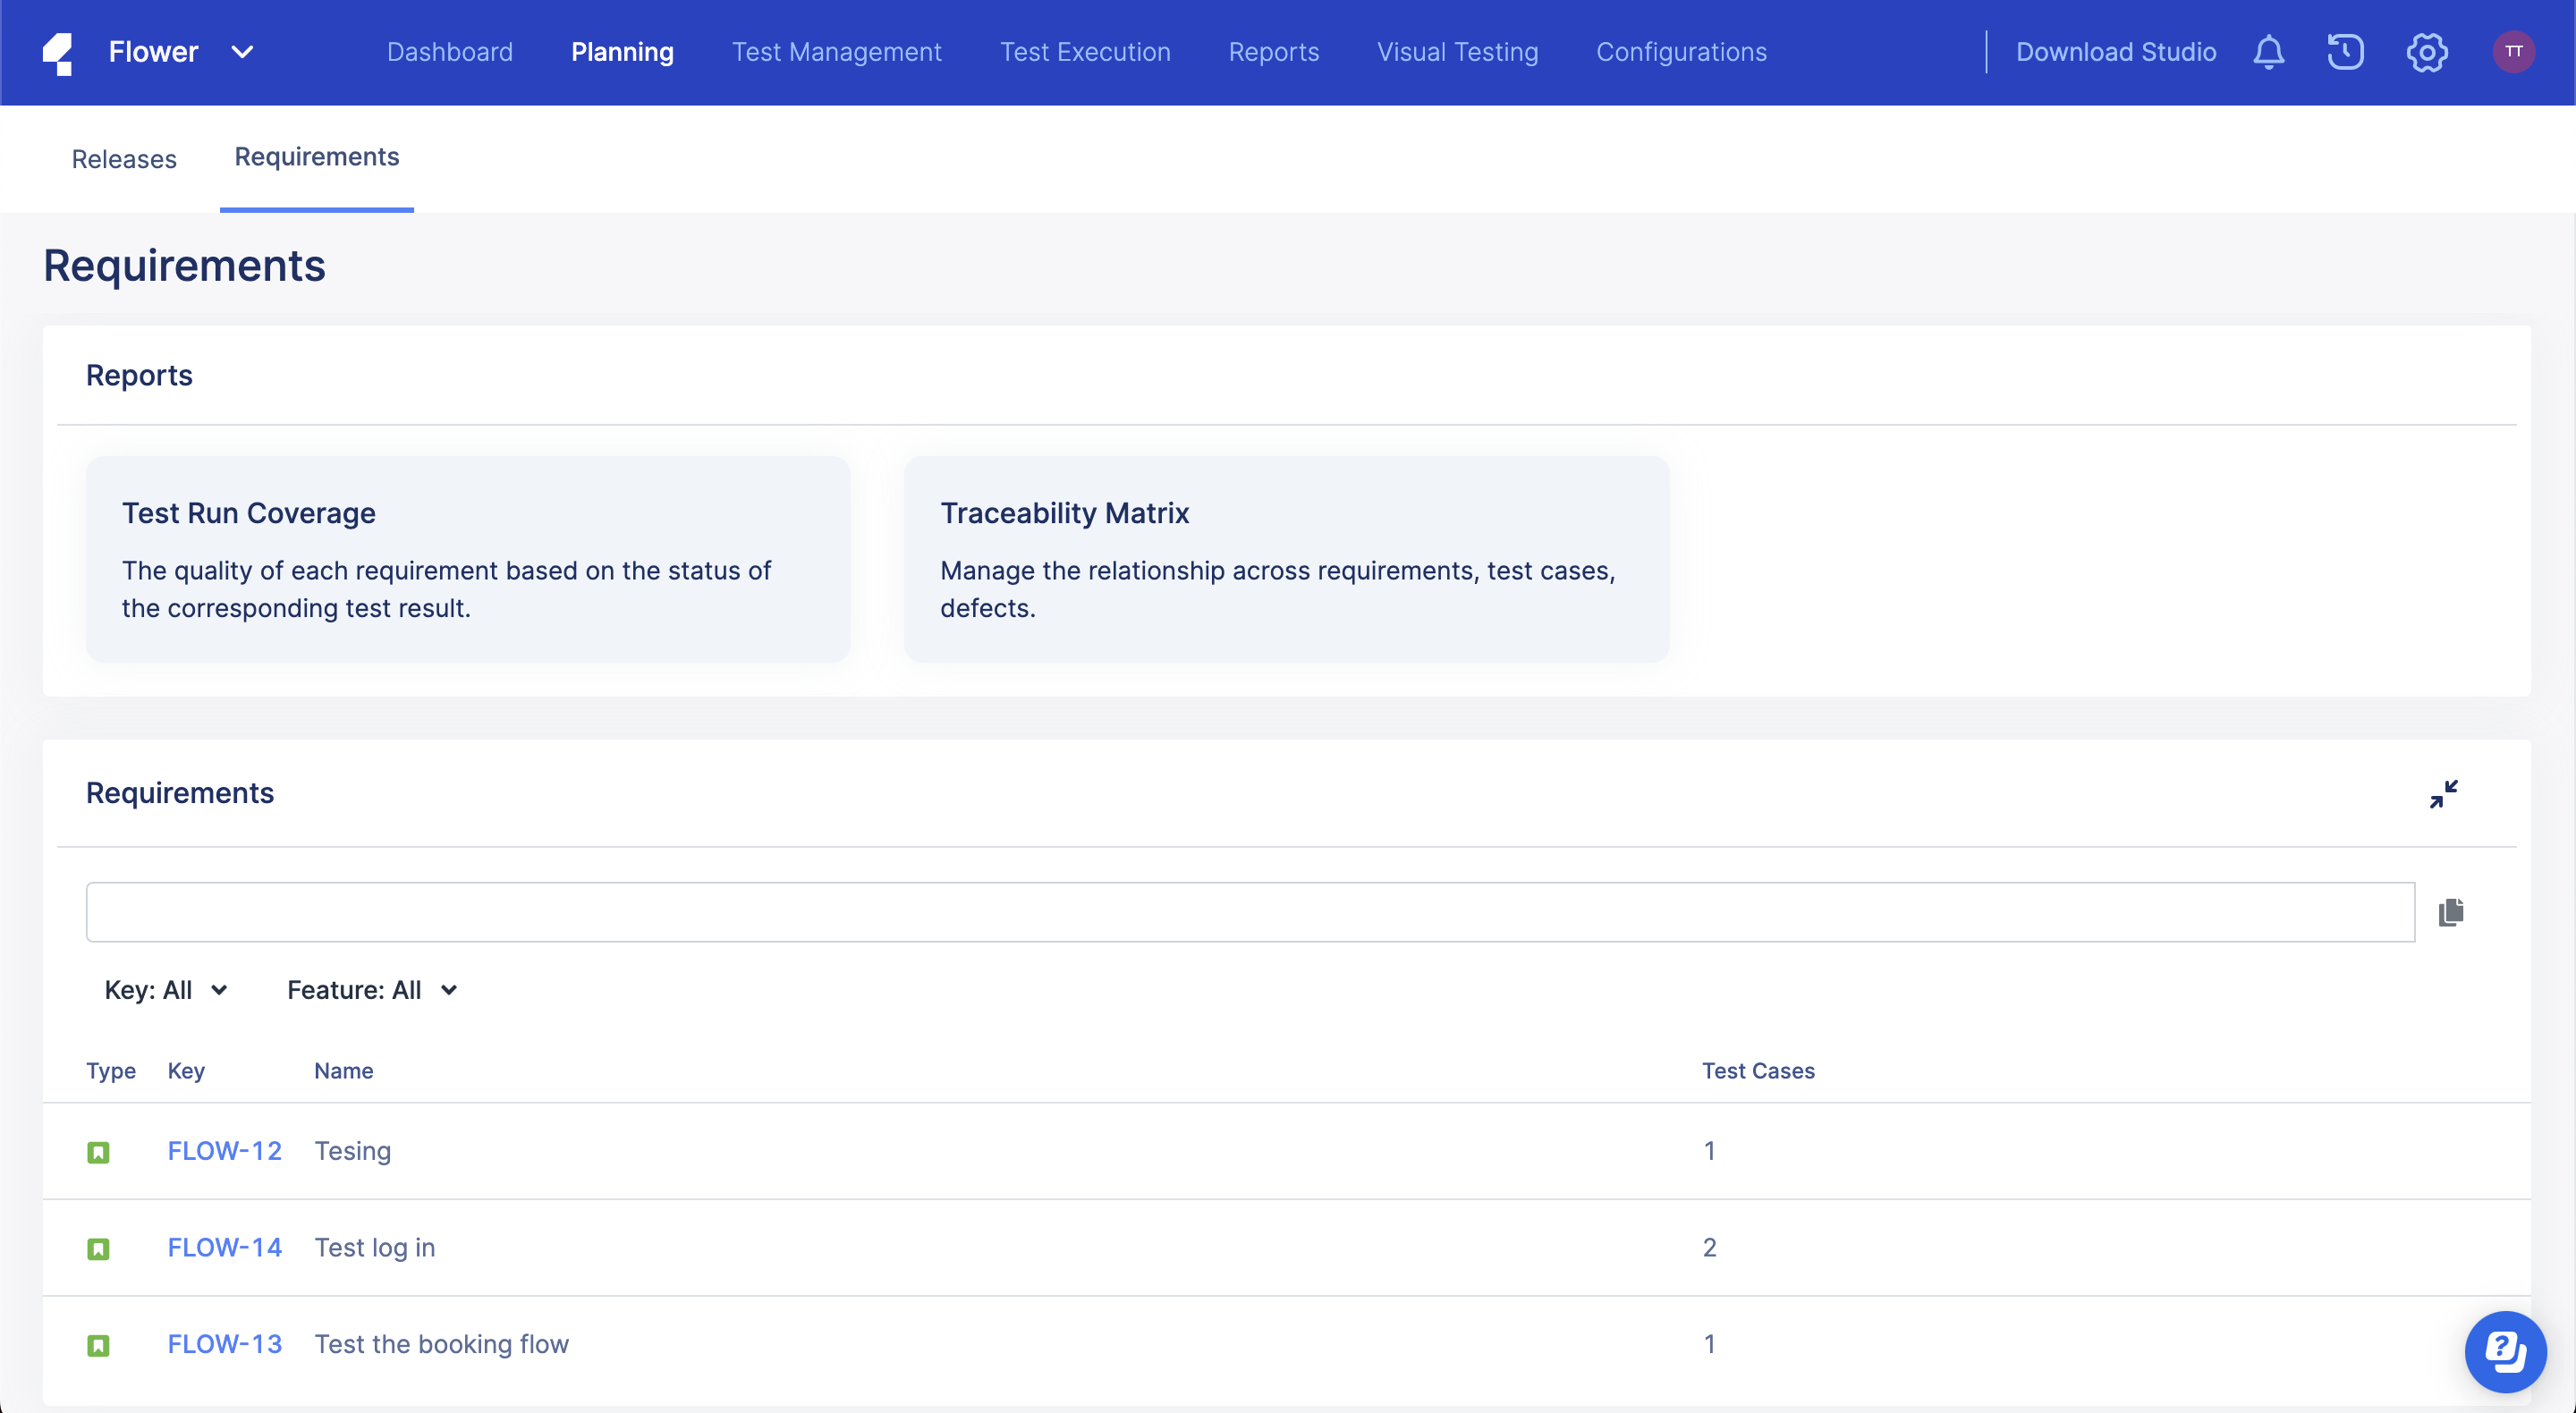 Flower
Dashboard
Planning
Test Management
Test Execution
Reports
Visual Testing
Configurations
Download Studio
TT
Releases
Requirements
Requirements
Reports
Test Run Coverage
The quality of each requirement based on the status of
the corresponding test result.
Traceability Matrix
Manage the relationship across requirements, test cases,
defects.
Requirements
Key: All
Feature: All
Type Key Name Test Cases
FLOW-12 Tesing 1
FLOW-14 Test log in 2
FLOW-13 Test the booking flow 1
?